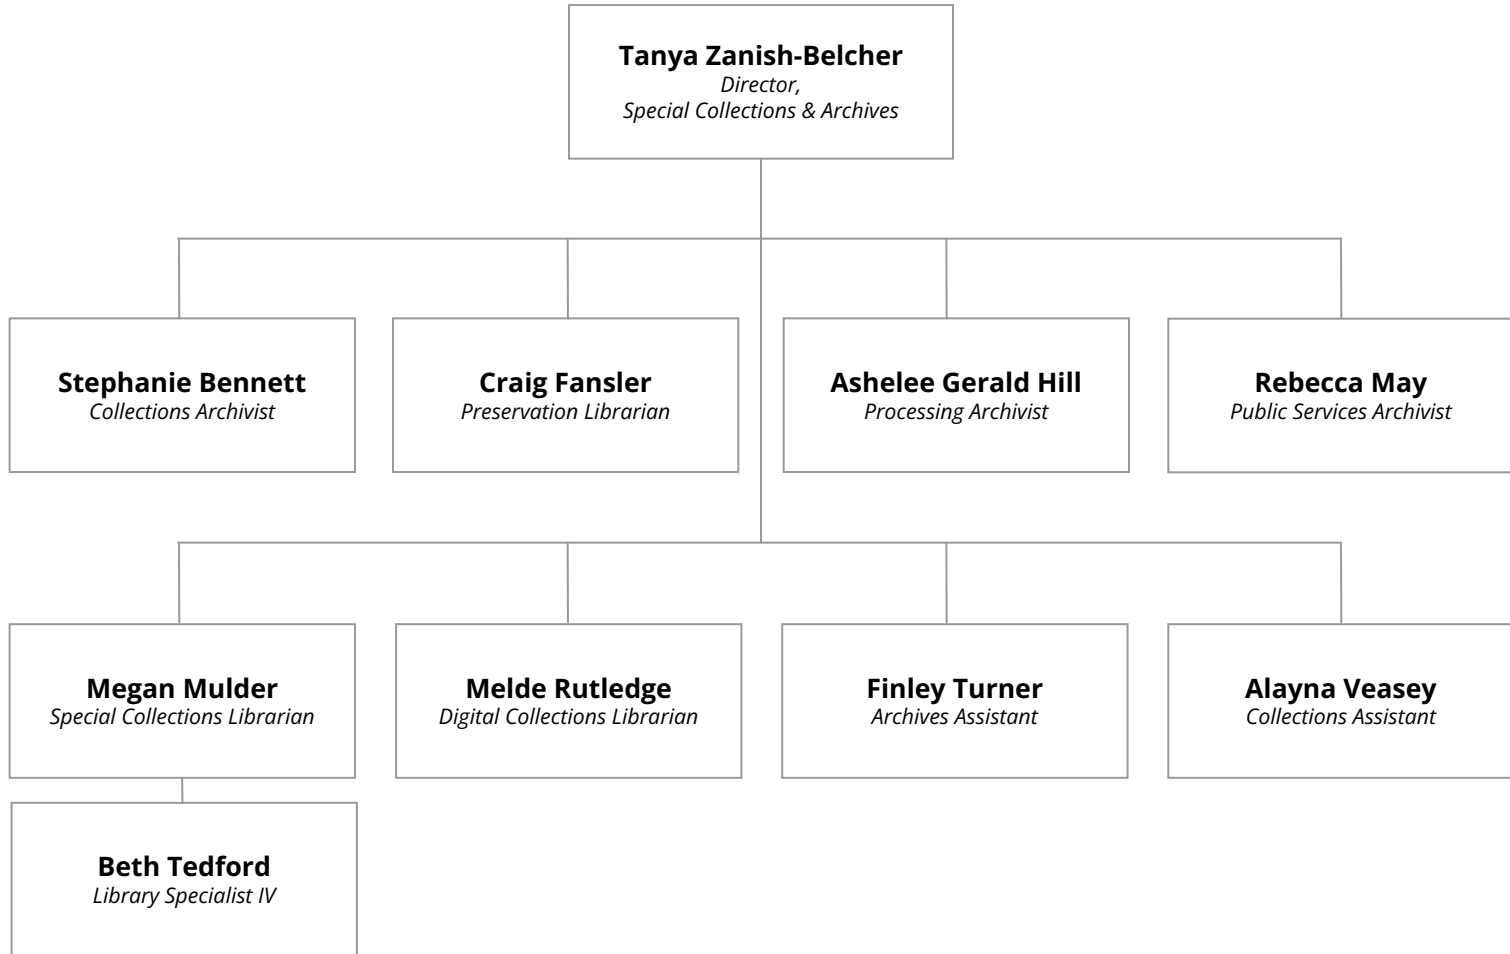 Tanya Zanish-Belcher
Director,
Special Collections & Archives
Stephanie Bennett
Collections Archivist
Craig Fansler
Preservation Librarian
Ashelee Gerald Hill
Processing Archivist
Rebecca May
Public Services Archivist
Megan Mulder
Special Collections Librarian
Melde Rutledge
Digital Collections Librarian
Finley Turner
Archives Assistant
Alayna Veasey
Collections Assistant
Beth Tedford
Library Specialist IV